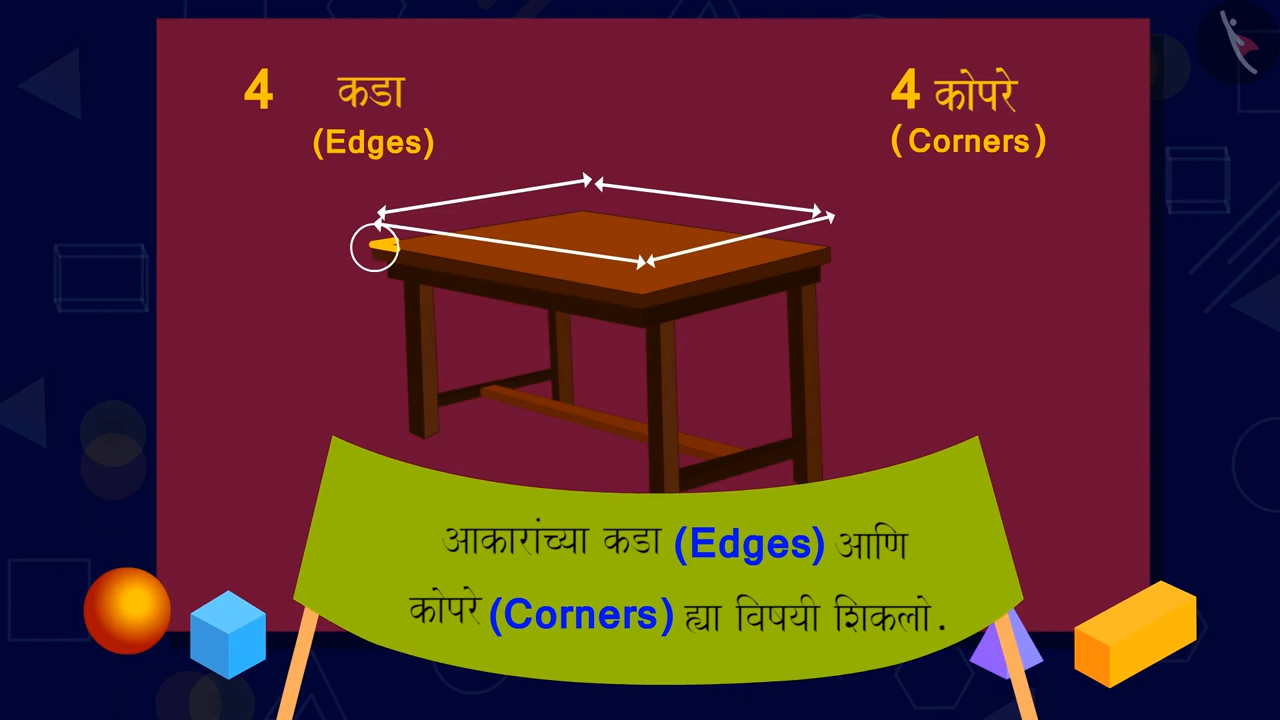 4 कडा
(Edges)
4 कोपरे
(Corners)
आकारांच्या कडा (Edges) आणि
कोपरे (Corners) ह्या विषयी शिकलो.